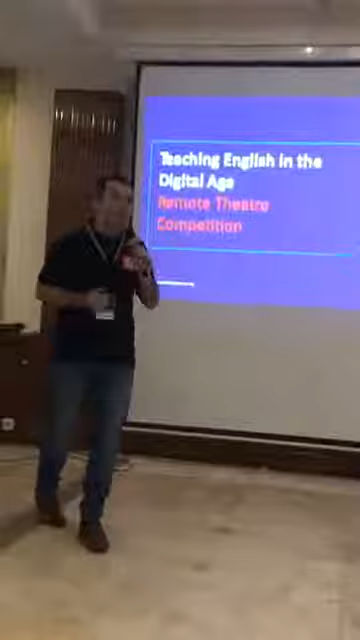 Teaching English in the
Digital Age
Remote Theatre
Competition